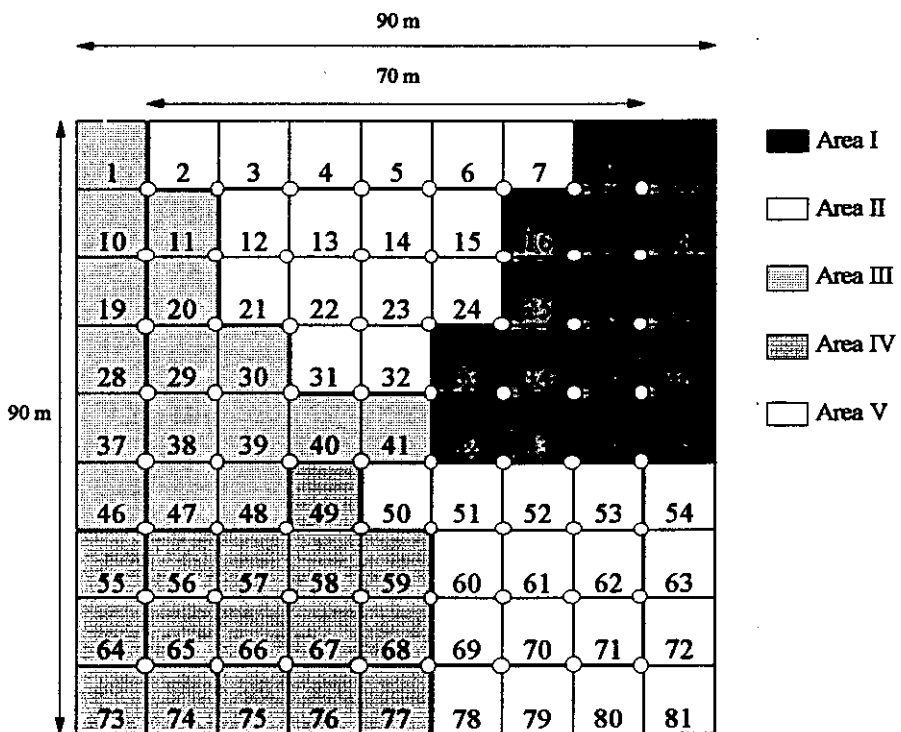 90 m
70 m
1 2 3 4 5 6 7
Area I
10 11 12 13 14 15 16
Area II
19 20 21 22 23 24
Area III
28 29 30 31 32
Area IV
90 m
37 38 39 40 41
Area V
46 47 48 49 50 51 52 53 54
55 56 57 58 59 60 61 62 63
64 65 66 67 68 69 70 71 72
73 74 75 76 77 78 79 80 81